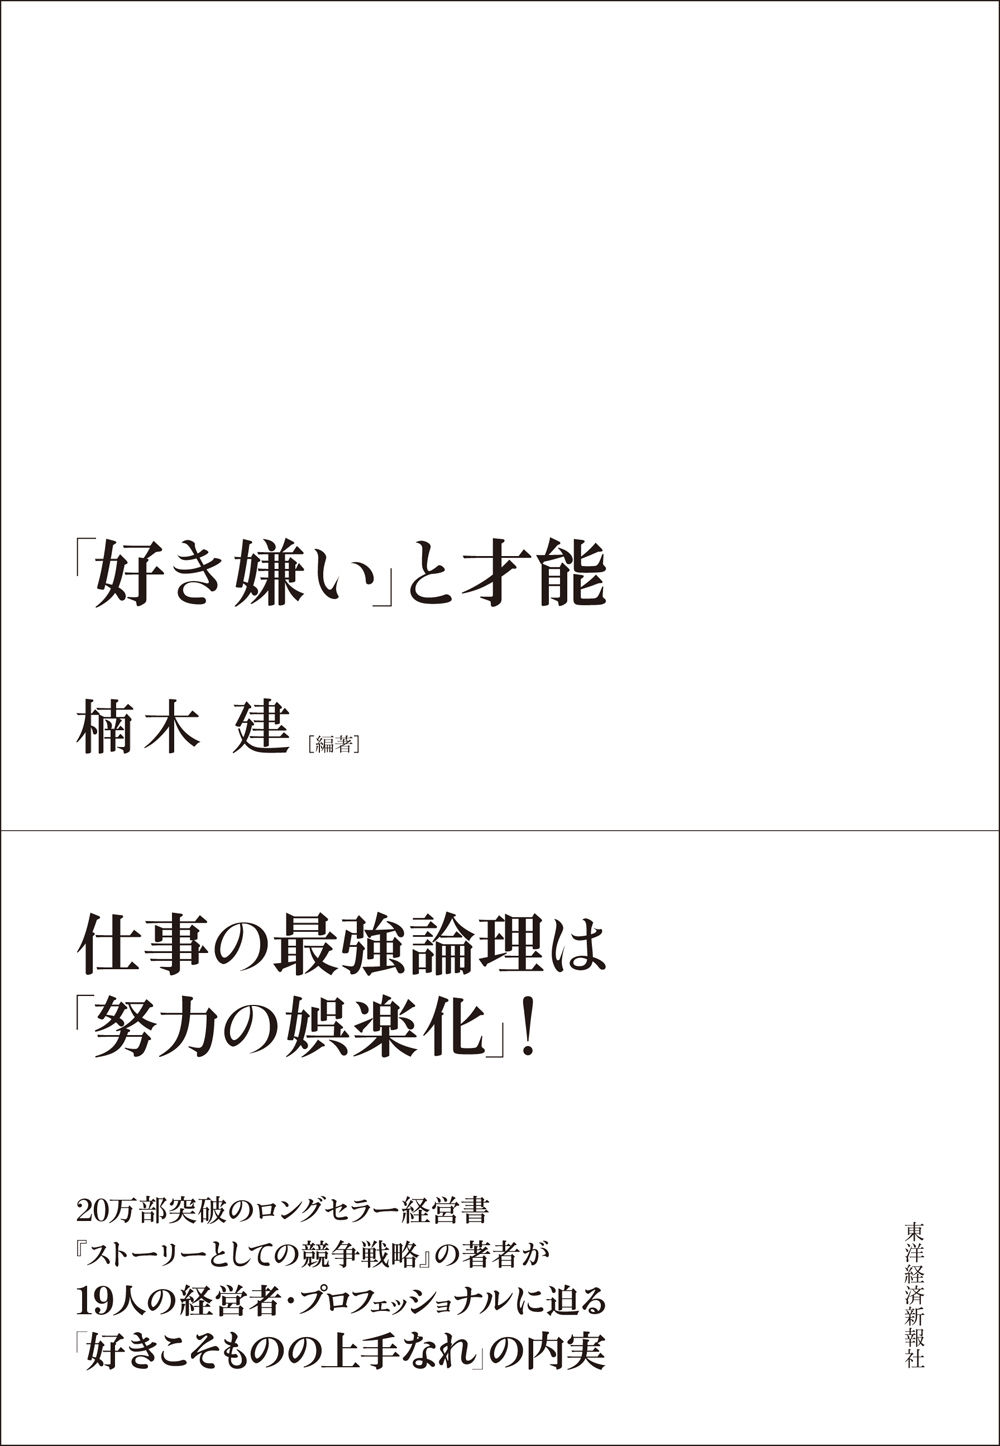 「好き嫌い」と才能
楠木 建 [編著]
仕事の最強論理は
「努力の娯楽化」!
20万部突破のロングセラー経営書
『ストーリーとしての競争戦略』の著者が
19人の経営者・プロフェッショナルに迫る
「好きこそものの上手なれ」の内実
東洋経済新報社